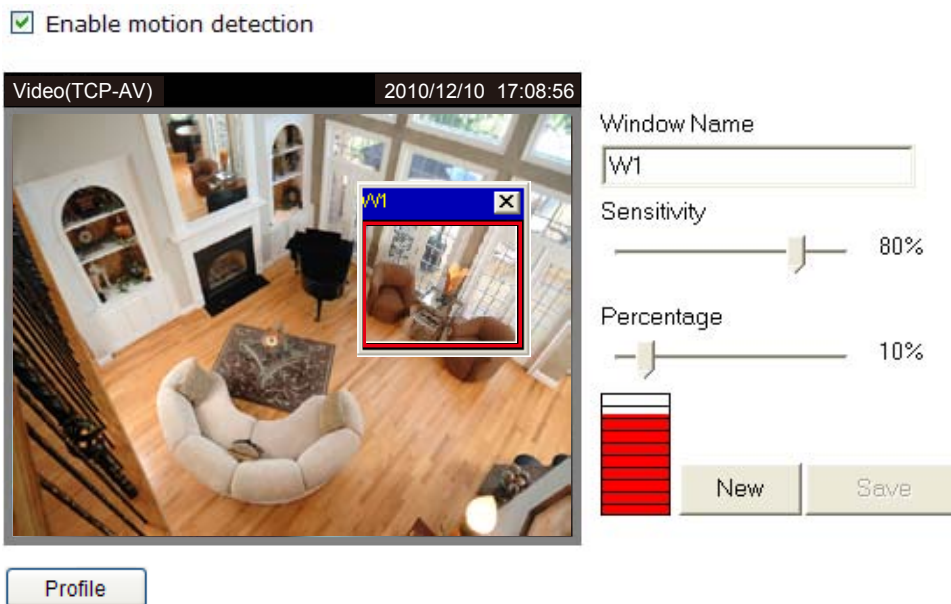 Enable motion detection
Video(TCP-AV) 2010/12/10 17:08:56
W1
Window Name
W1
Sensitivity
80%
Percentage
10%
New Save
Profile